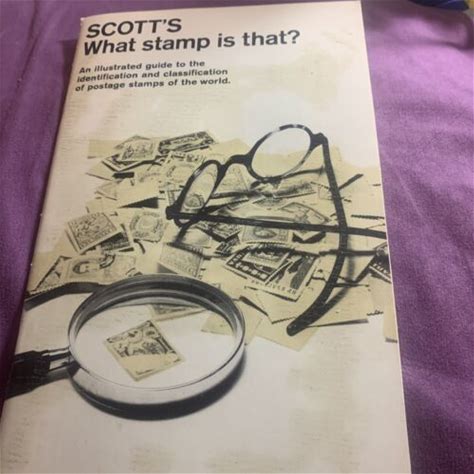 SCOTT'S
What stamp is that?
An illustrated guide to the
identification and classification
of postage stamps of the world.